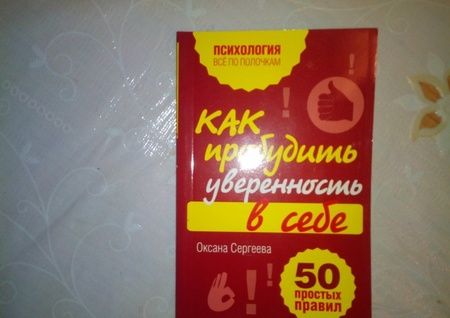 ПСИХОЛОГИЯ
ВСЁ ПО ПОЛОЧКАМ
КАК
пробудить
уверенность
в себе
Оксана Сергеева
50
простых
правил